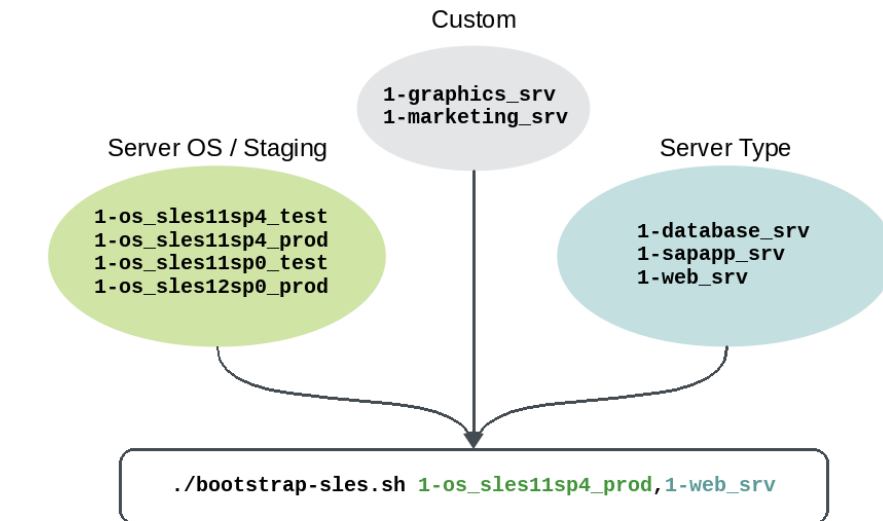 Custom
1-graphics_srv
1-marketing_srv
Server OS / Staging
1-os_sles11sp4_test
1-os_sles11sp4_prod
1-os_sles11sp0_test
1-os_sles12sp0_prod
Server Type
1-database_srv
1-sapapp_srv
1-web_srv
./bootstrap-sles.sh 1-os_sles11sp4_prod,1-web_srv